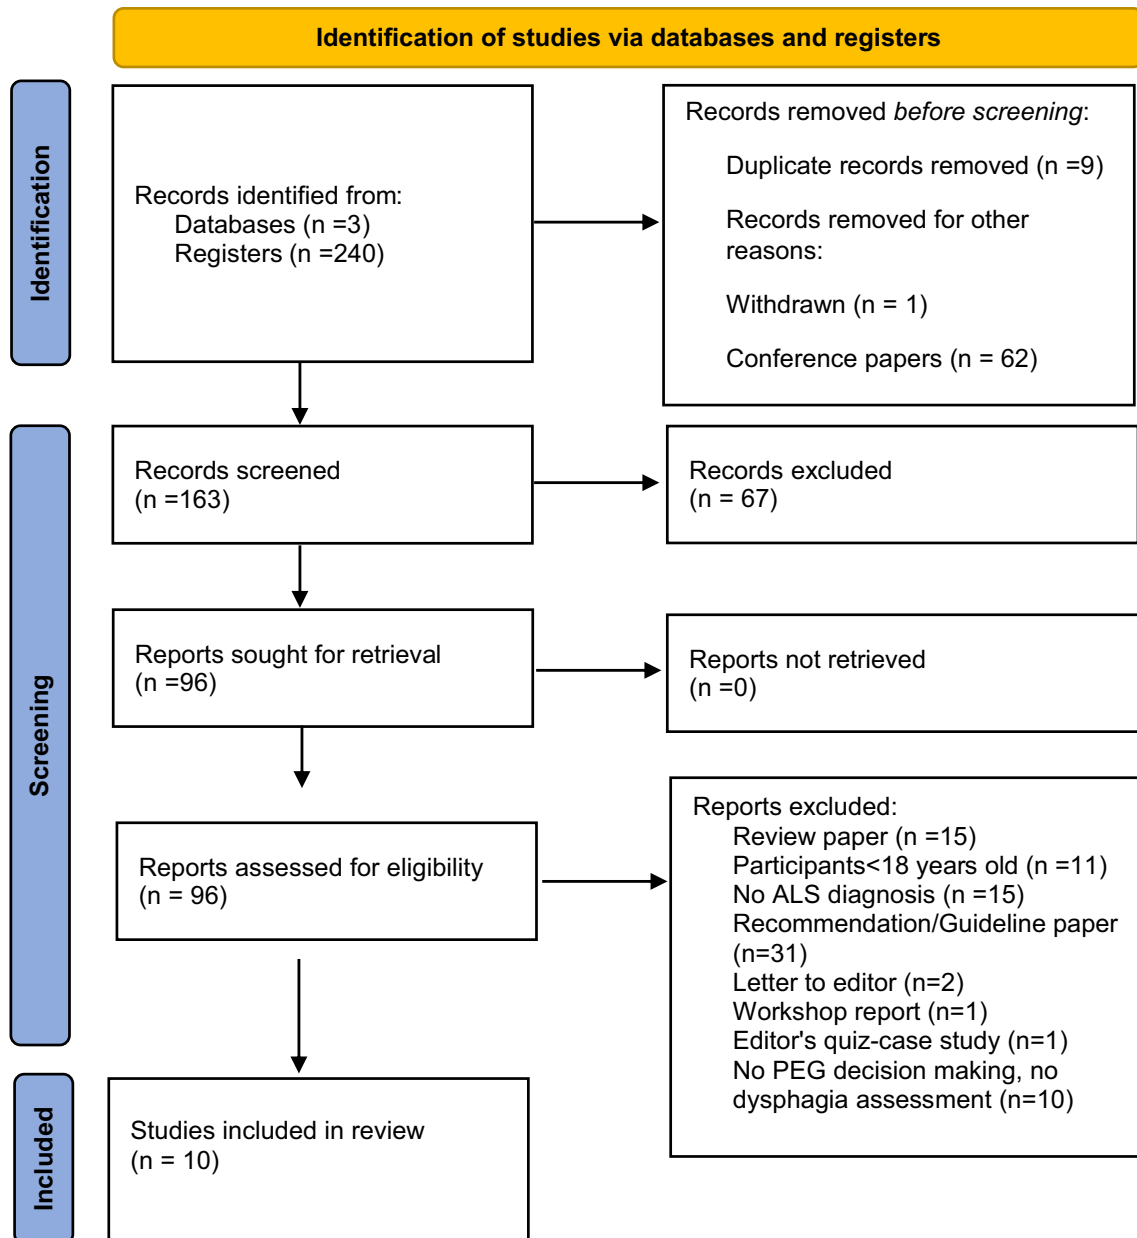 Identification of studies via databases and registers
Identification
Records identified from:
Databases (n =3)
Registers (n =240)
Records removed before screening:
Duplicate records removed (n =9)
Records removed for other
reasons:
Withdrawn (n = 1)
Conference papers (n = 62)
Screening
Records screened
(n =163)
Records excluded
(n = 67)
Reports sought for retrieval
(n =96)
Reports not retrieved
(n =0)
Reports assessed for eligibility
(n = 96)
Reports excluded:
Review paper (n =15)
Participants<18 years old (n =11)
No ALS diagnosis (n =15)
Recommendation/Guideline paper
(n=31)
Letter to editor (n=2)
Workshop report (n=1)
Editor's quiz-case study (n=1)
No PEG decision making, no
dysphagia assessment (n=10)
Included
Studies included in review
(n = 10)